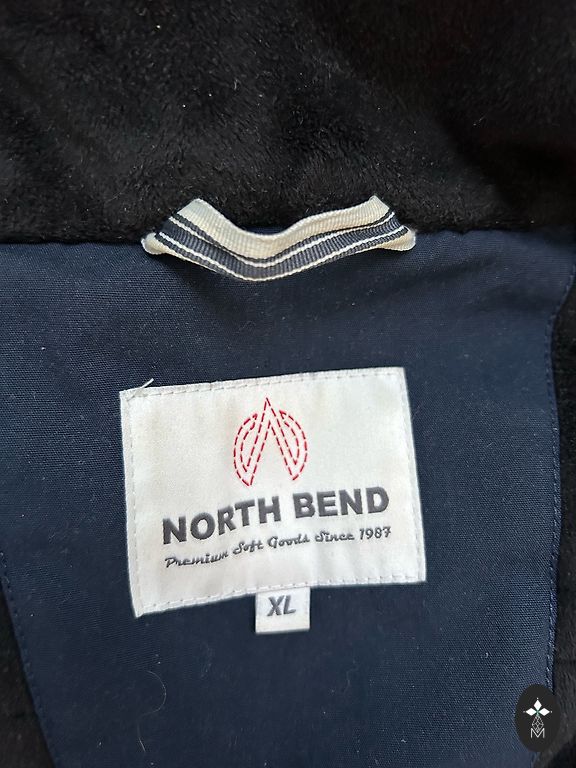 NORTH BEND
Premium Soft Goods Since 1987
XL
M